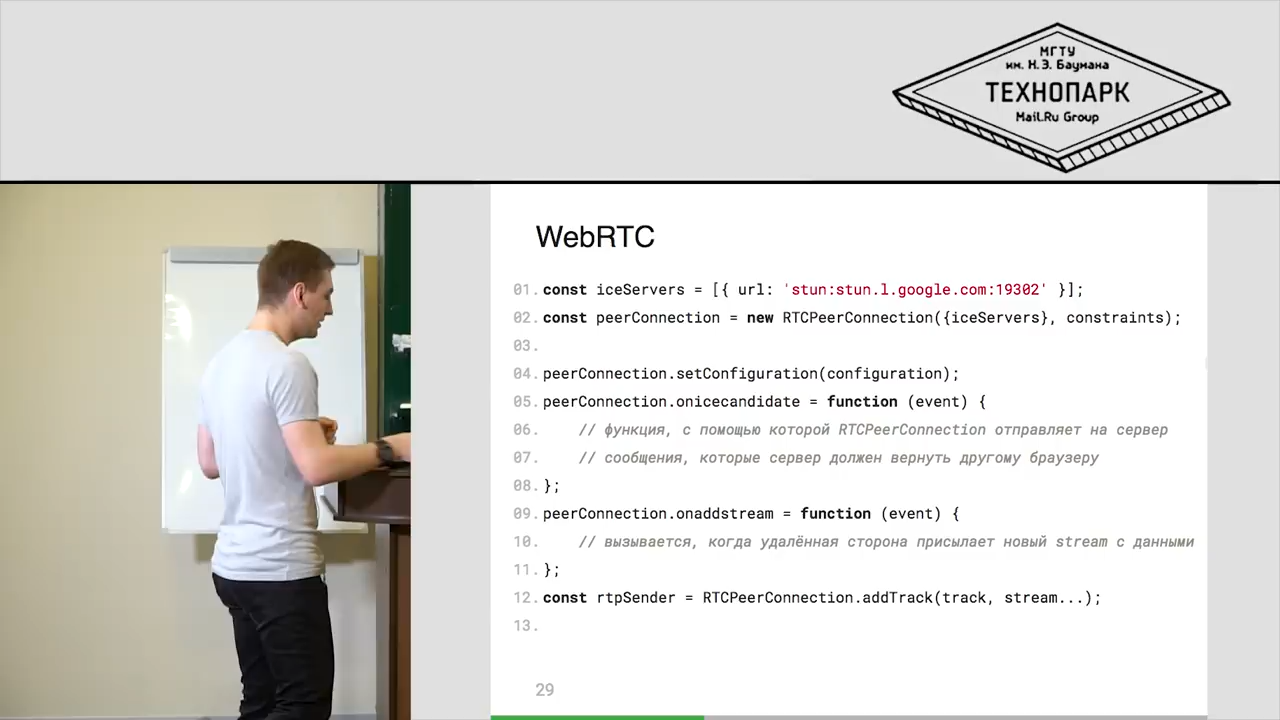 МГТУ
им. Н.Э. Баумана
ТЕХНОПАРК
Mail.Ru Group
WebRTC
01. const iceServers = [{ url: 'stun:stun.l.google.com:19302' }];
02. const peerConnection = new RTCPeerConnection({iceServers}, constraints);
03.
04. peerConnection.setConfiguration(configuration);
05. peerConnection.onicecandidate = function (event) {
06. // функция, с помощью которой RTCPeerConnection отправляет на сервер
07. // сообщения, которые сервер должен вернуть другому браузеру
08. };
09. peerConnection.onaddstream = function (event) {
10. // вызывается, когда удалённая сторона присылает новый stream с данными
11. };
12. const rtpSender = RTCPeerConnection.addTrack(track, stream...);
13.
29